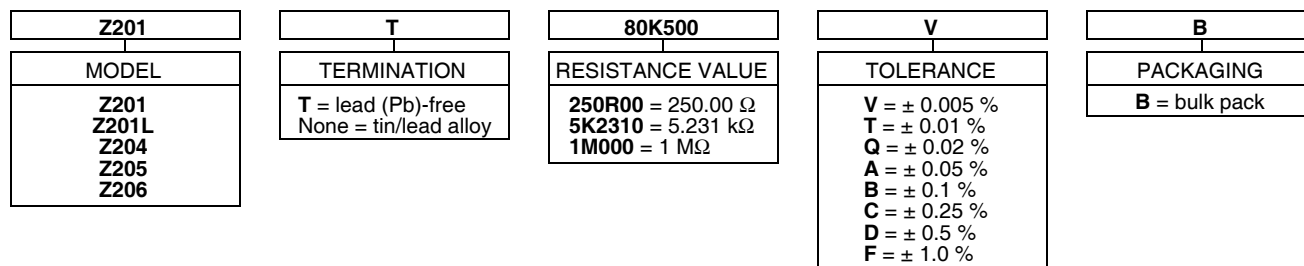 Z201 T 80K500 V B
MODEL TERMINATION RESISTANCE VALUE TOLERANCE PACKAGING
Z201
Z201L
Z204
Z205
Z206
T = lead (Pb)-free
None = tin/lead alloy
250R00 = 250.00 Ω
5K2310 = 5.231 kΩ
1M000 = 1 MΩ
V = ± 0.005 %
T = ± 0.01 %
Q = ± 0.02 %
A = ± 0.05 %
B = ± 0.1 %
C = ± 0.25 %
D = ± 0.5 %
F = ± 1.0 %
B = bulk pack